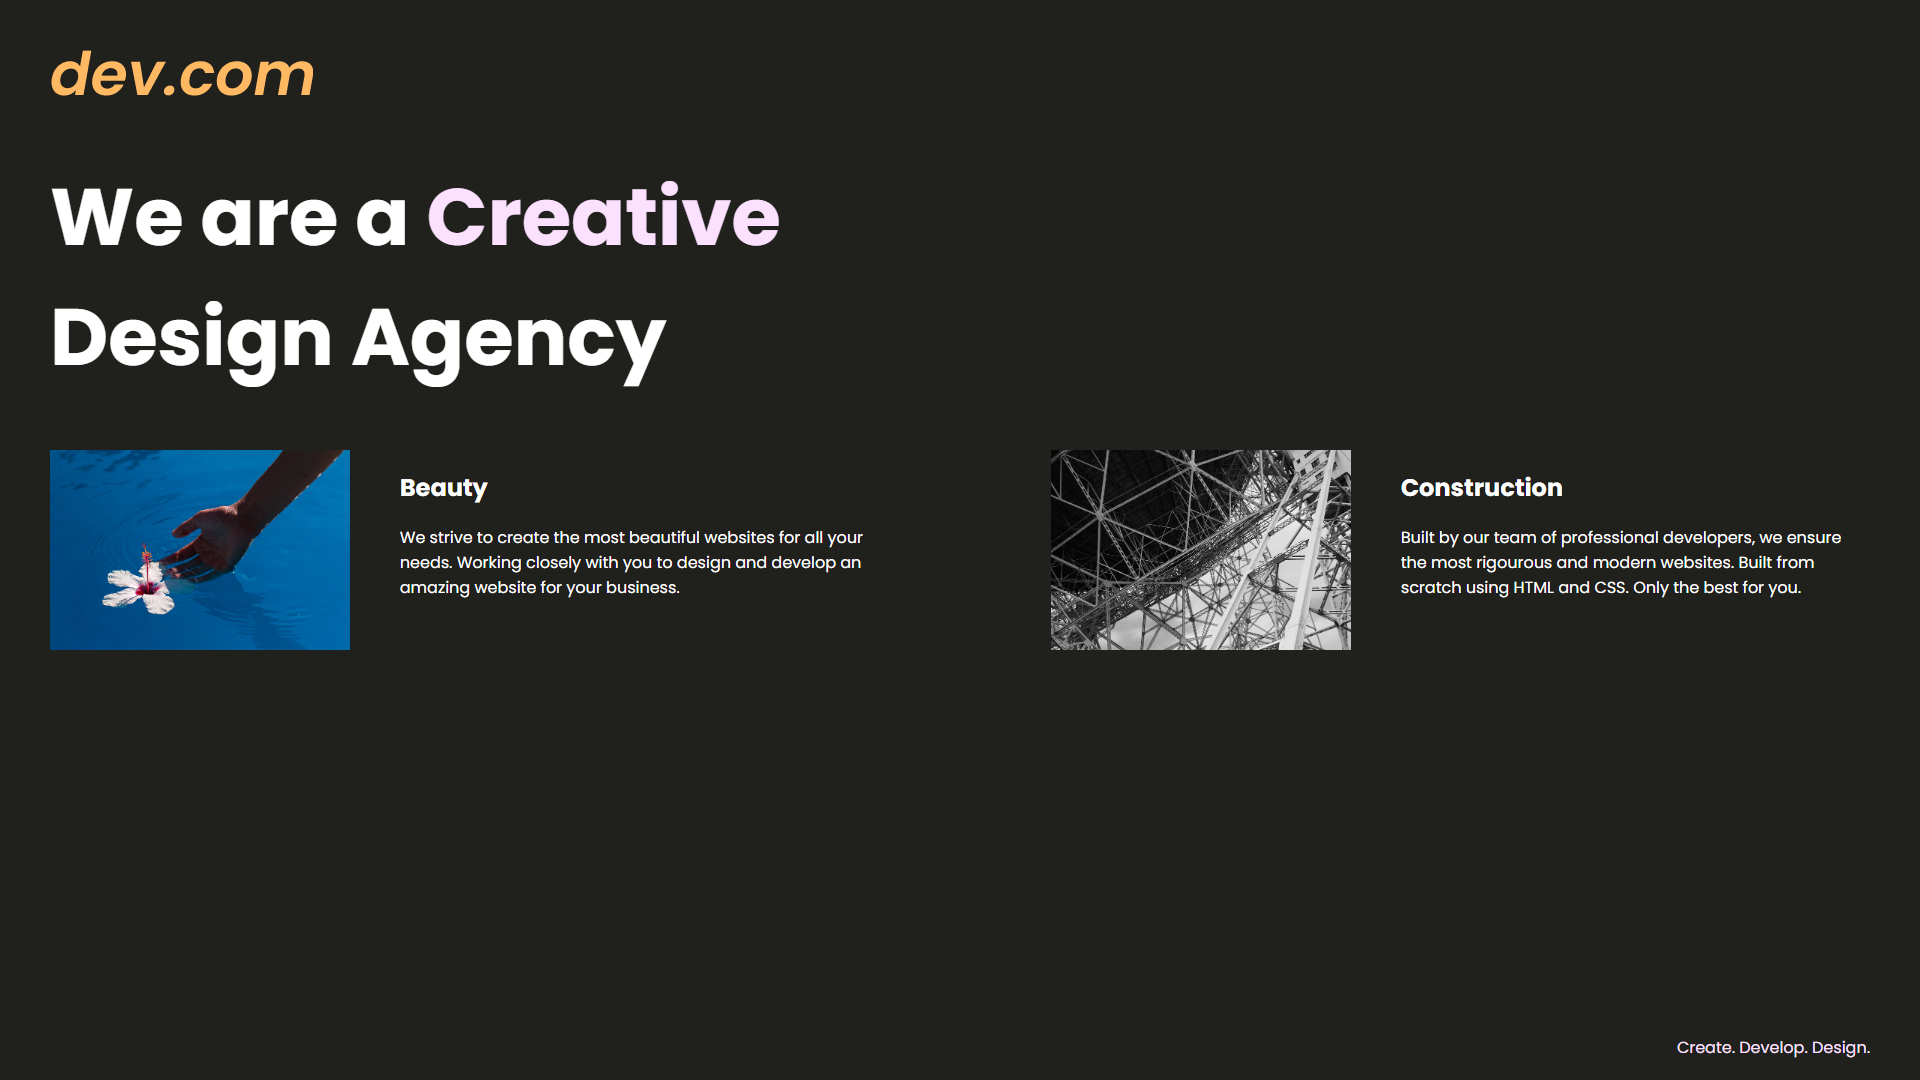 dev.com
We are a Creative
Design Agency
Beauty
We strive to create the most beautiful websites for all your
needs. Working closely with you to design and develop an
amazing website for your business.
Construction
Built by our team of professional developers, we ensure
the most rigourous and modern websites. Built from
scratch using HTML and CSS. Only the best for you.
Create. Develop. Design.